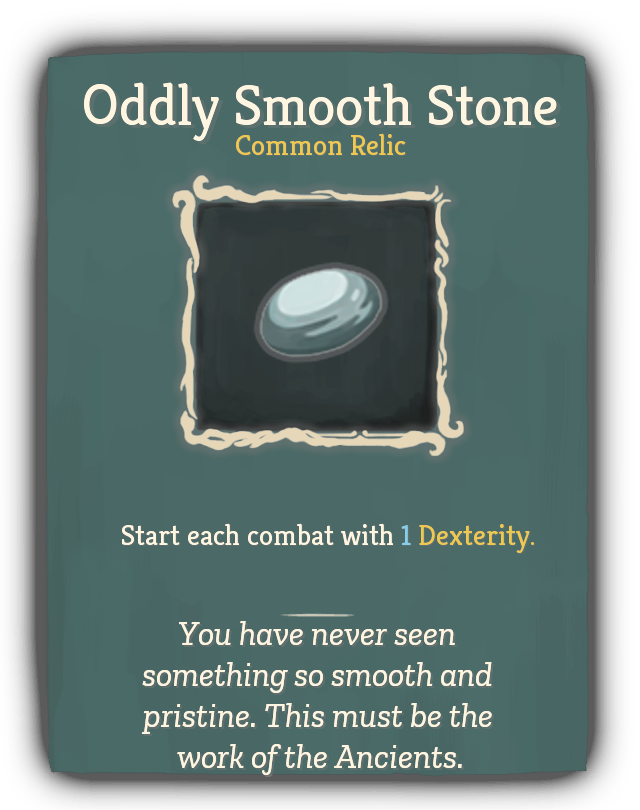 Oddly Smooth Stone
Common Relic
Start each combat with 1 Dexterity.
You have never seen
something so smooth and
pristine. This must be the
work of the Ancients.